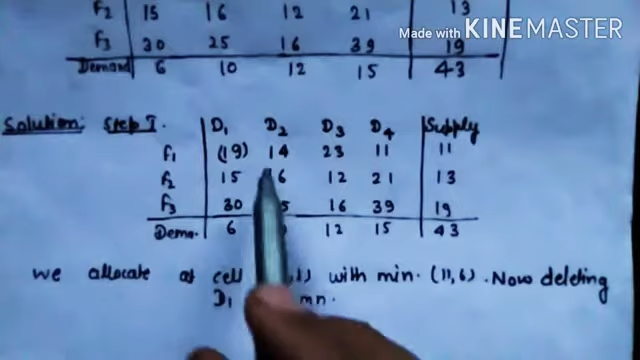 F2 15 16 12 21 13
Made with KINEMASTER
F3 30 25 16 39 19
Demand 6 10 12 15 43
Solution: Step I. D1 D2 D3 D4 Supply
F1 (19) 14 23 11 11
F2 15 6 12 21 13
F3 30 5 16 39 19
Dema. 6 12 15 43
we allocate at cell with min. (11,6). Now deleting
D1